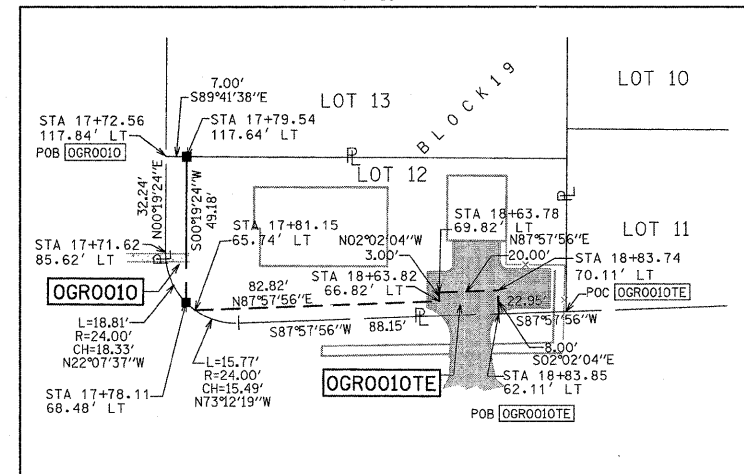 7.00'
S89°41'38"E
LOT 13
BLOCK 19
LOT 10
STA 17+72.56
117.84' LT
POB OGR0010
STA 17+79.54
117.64' LT
PL
LOT 12
32.24'
N00°19'24"E
S00°19'24"W
49.18'
STA 17+81.15
65.74' LT
STA 18+63.78
69.82' LT
N02°02'04"W
3.00'
N87°57'56"E
20.00'
PL
LOT 11
STA 17+71.62
85.62' LT
PL
STA 18+63.82
66.82' LT
STA 18+83.74
70.11' LT
POC OGR0010TE
OGR0010
82.82'
N87°57'56"E
22.95'
S87°57'56"W
88.15'
PL
S87°57'56"W
L=18.81'
R=24.00'
CH=18.33'
N22°07'37"W
L=15.77'
R=24.00'
CH=15.49'
N73°12'19"W
8.00'
S02°02'04"E
STA 17+78.11
68.48' LT
OGR0010TE
STA 18+83.85
62.11' LT
POB OGR0010TE